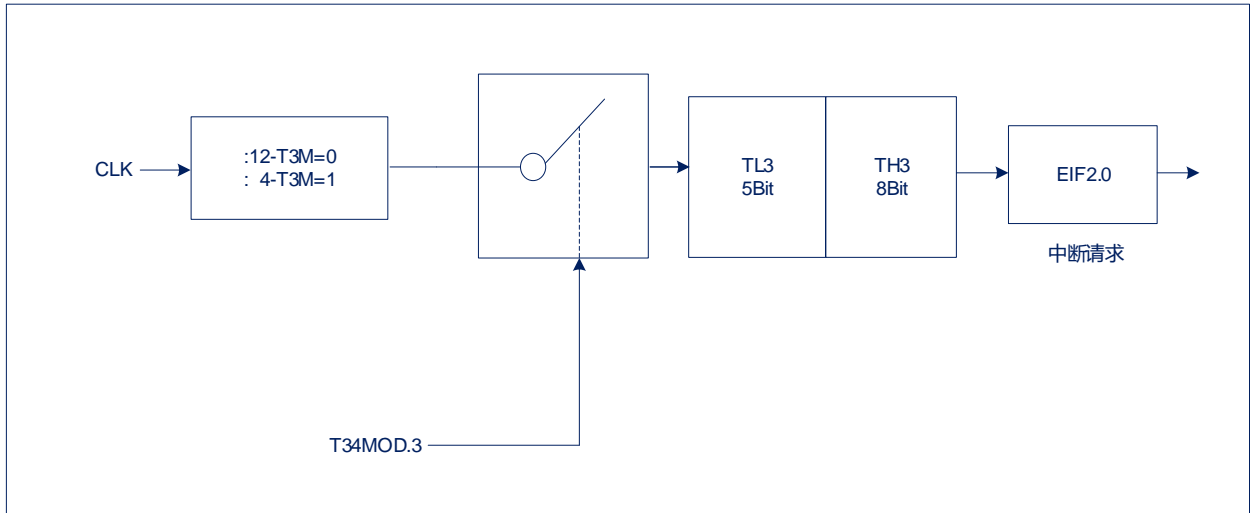 CLK
:12-T3M=0
: 4-T3M=1
TL3
5Bit
TH3
8Bit
EIF2.0
中断请求
T34MOD.3